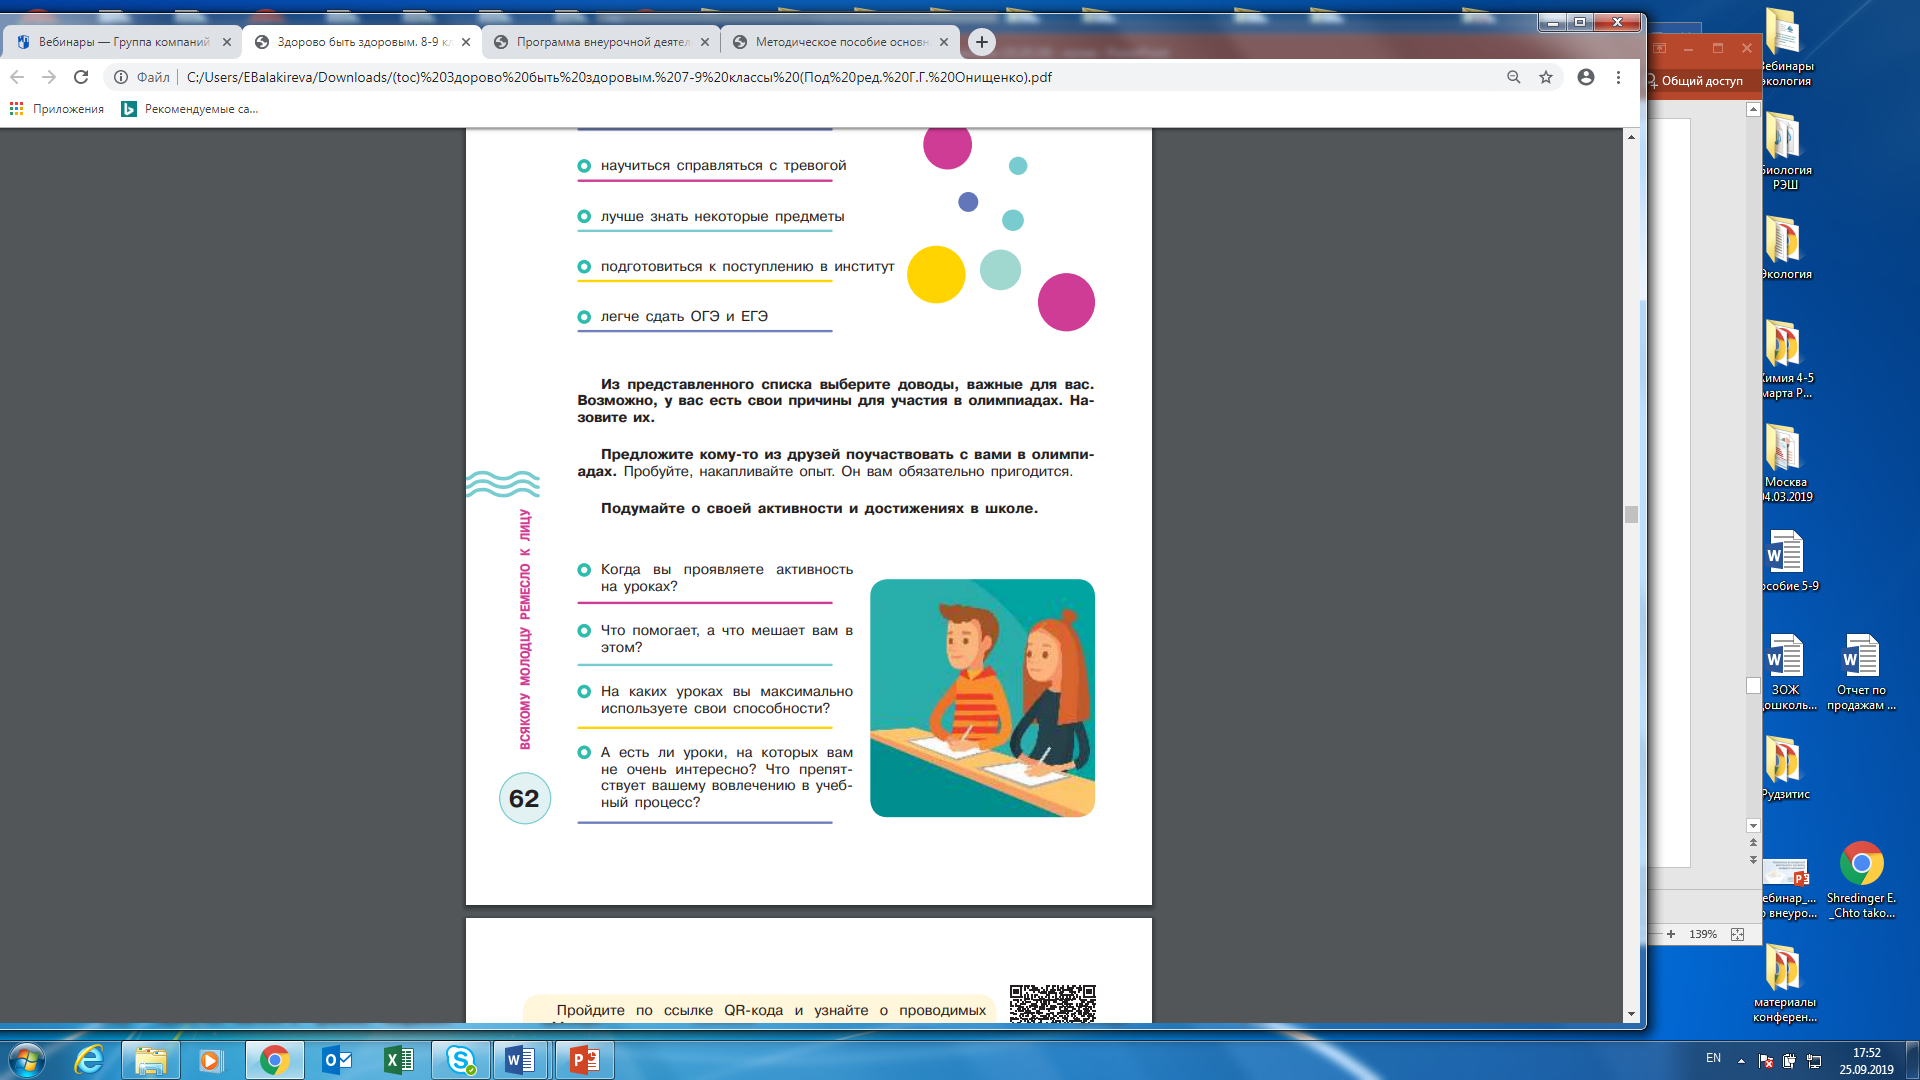 Вебинары — Группа компаний
Здорово быть здоровым. 8-9 кл
Программа внеурочной деятел
Методическое пособие основн
Файл
C:/Users/EBalakireva/Downloads/(toc)%20Здорово%20быть%20здоровым.%207-9%20классы%20(Под%20ред.%20Г.Г.%20Онищенко).pdf
Приложения
Рекомендуемые са...
научиться справляться с тревогой
лучше знать некоторые предметы
подготовиться к поступлению в институт
легче сдать ОГЭ и ЕГЭ
Из представленного списка выберите доводы, важные для вас.
Возможно, у вас есть свои причины для участия в олимпиадах. На-
зовите их.
Предложите кому-то из друзей поучаствовать с вами в олимпи-
адах. Пробуйте, накапливайте опыт. Он вам обязательно пригодится.
Подумайте о своей активности и достижениях в школе.
ВСЯКОМУ МОЛОДЦУ РЕМЕСЛО К ЛИЦУ
Когда вы проявляете активность
на уроках?
Что помогает, а что мешает вам в
этом?
На каких уроках вы максимально
используете свои способности?
А есть ли уроки, на которых вам
не очень интересно? Что препят-
ствует вашему вовлечению в учеб-
ный процесс?
62
Пройдите по ссылке QR-кода и узнайте о проводимых
Общий доступ
139%
Вебинары
экология
Биология
РЭШ
Экология
Химия 4-5
марта Р...
Москва
04.03.2019
особие 5-9
ЗОЖ
дошколь...
Отчет по
продажам ...
Рудзитис
ебинар_...
о внеуро...
Shredinger E.
_Chto tako...
материалы
конферен...
EN
17:52
25.09.2019